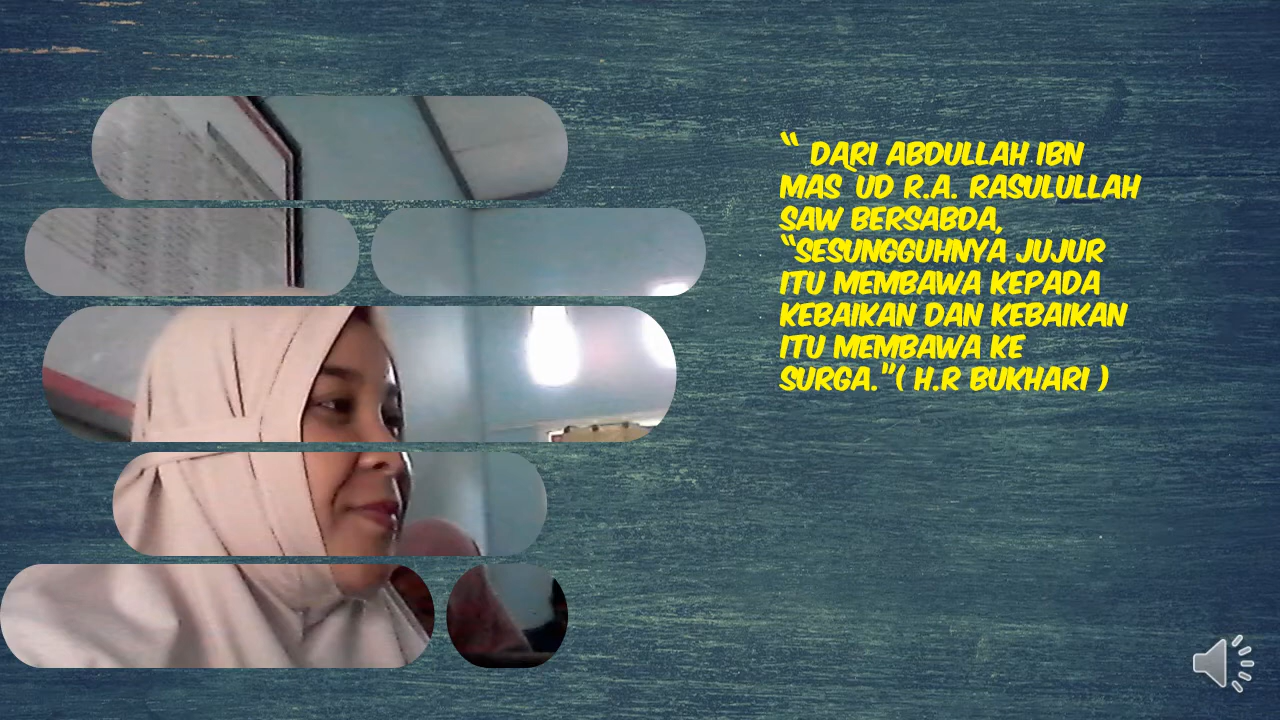 “ DARI ABDULLAH IBN
MAS UD R.A. RASULULLAH
SAW BERSABDA,
“SESUNGGUHNYA JUJUR
ITU MEMBAWA KEPADA
KEBAIKAN DAN KEBAIKAN
ITU MEMBAWA KE
SURGA.”( H.R BUKHARI )